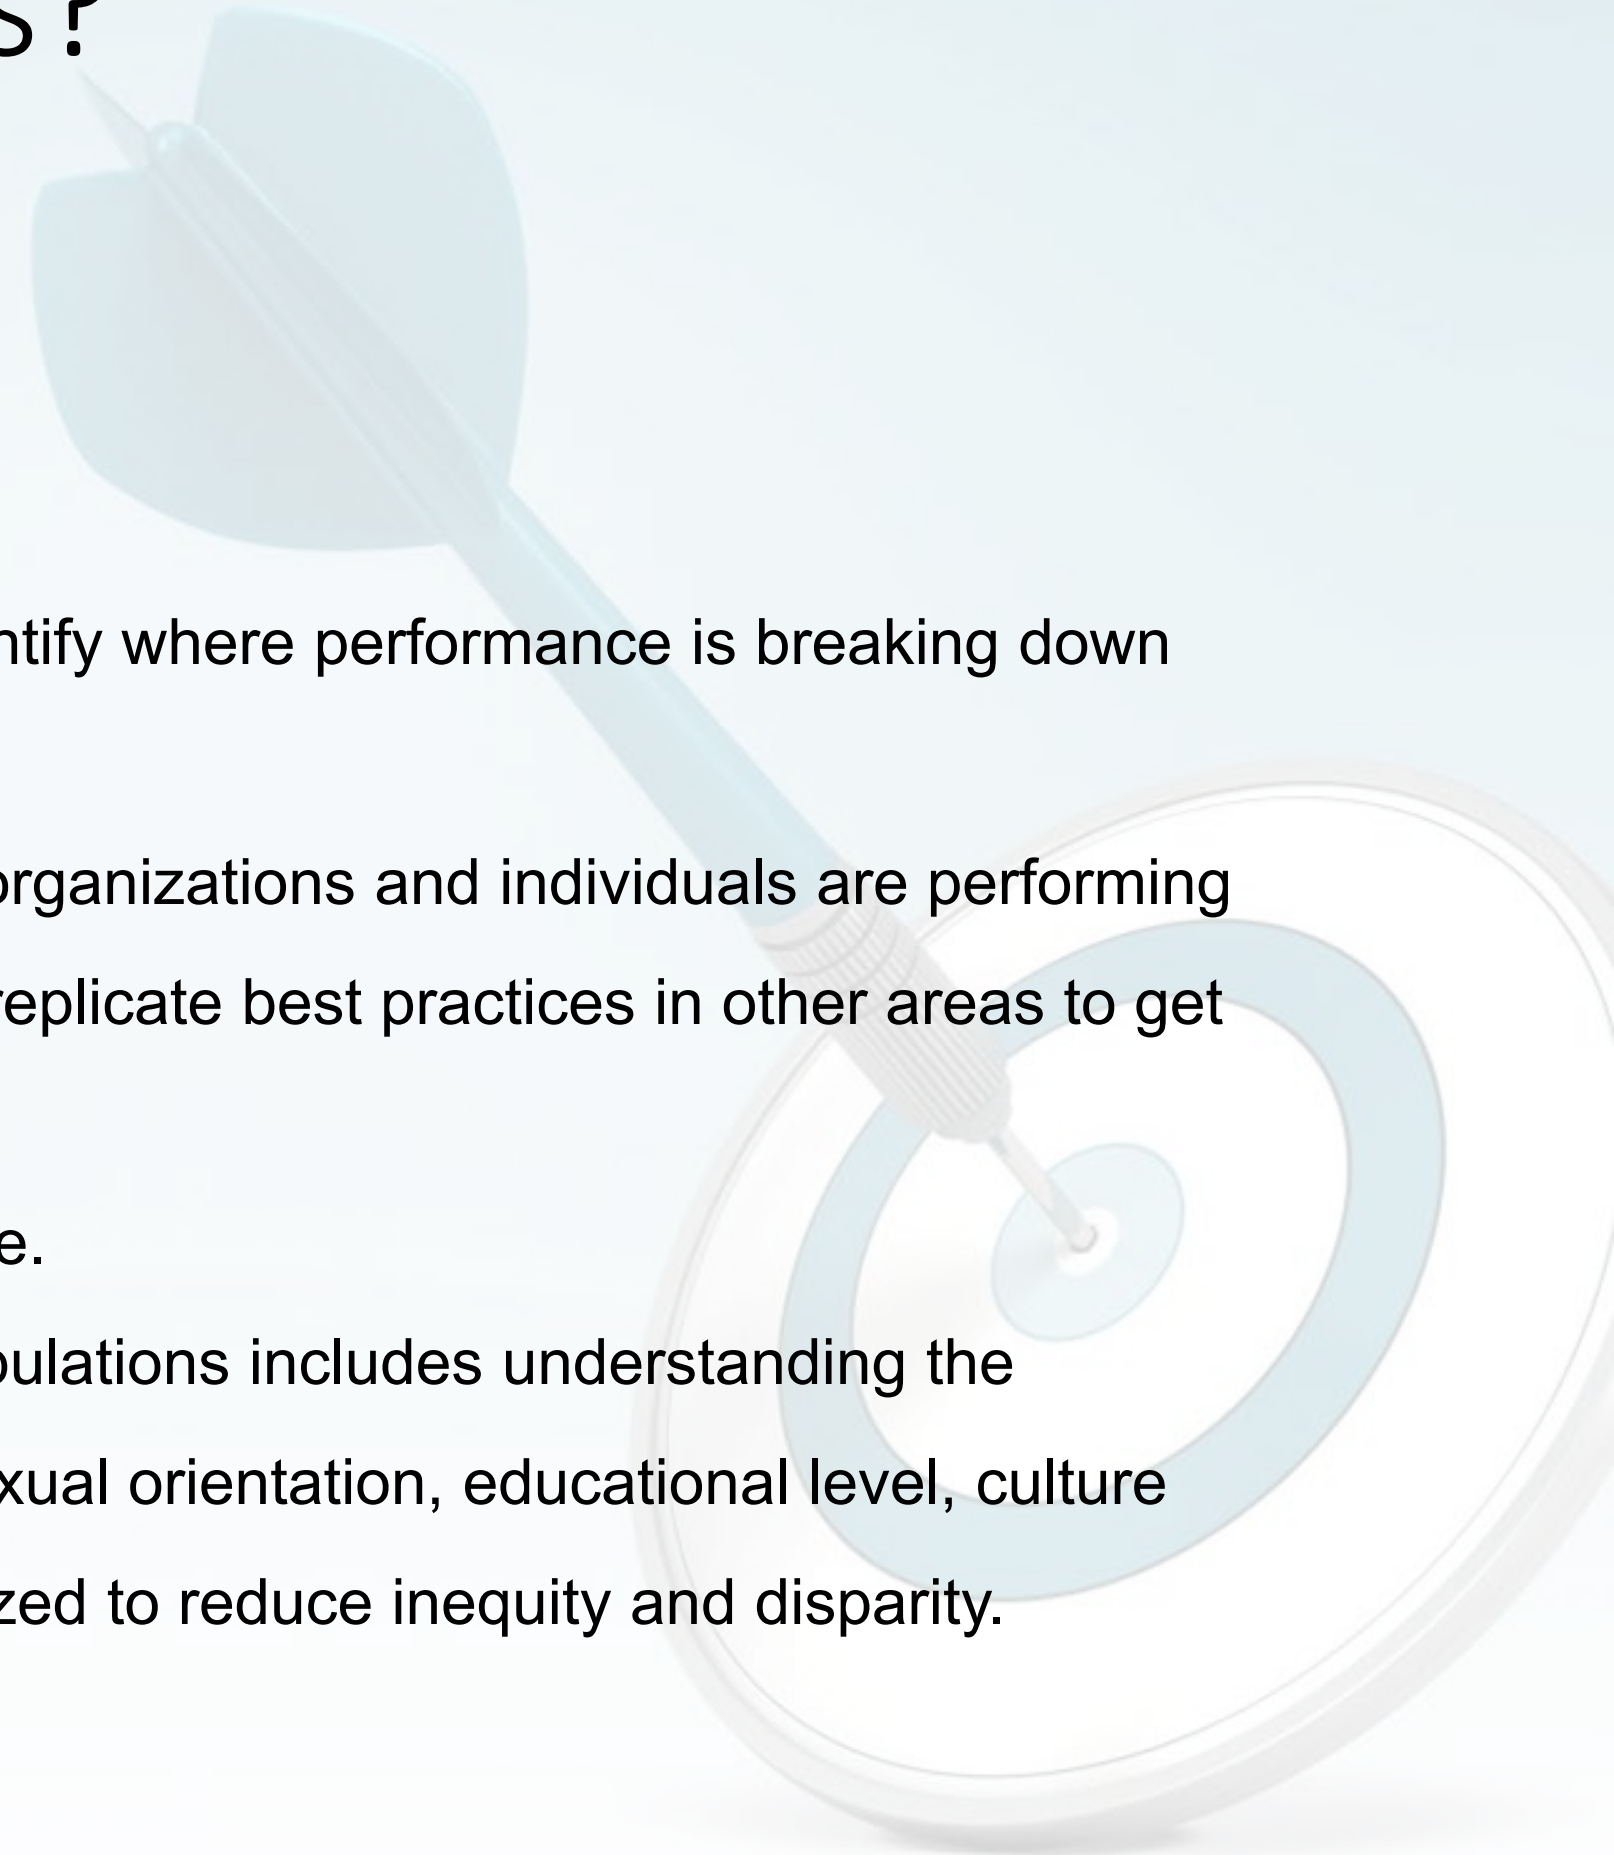 s?
ntify where performance is breaking down
organizations and individuals are performing
replicate best practices in other areas to get
e.
pulations includes understanding the
xual orientation, educational level, culture
zed to reduce inequity and disparity.